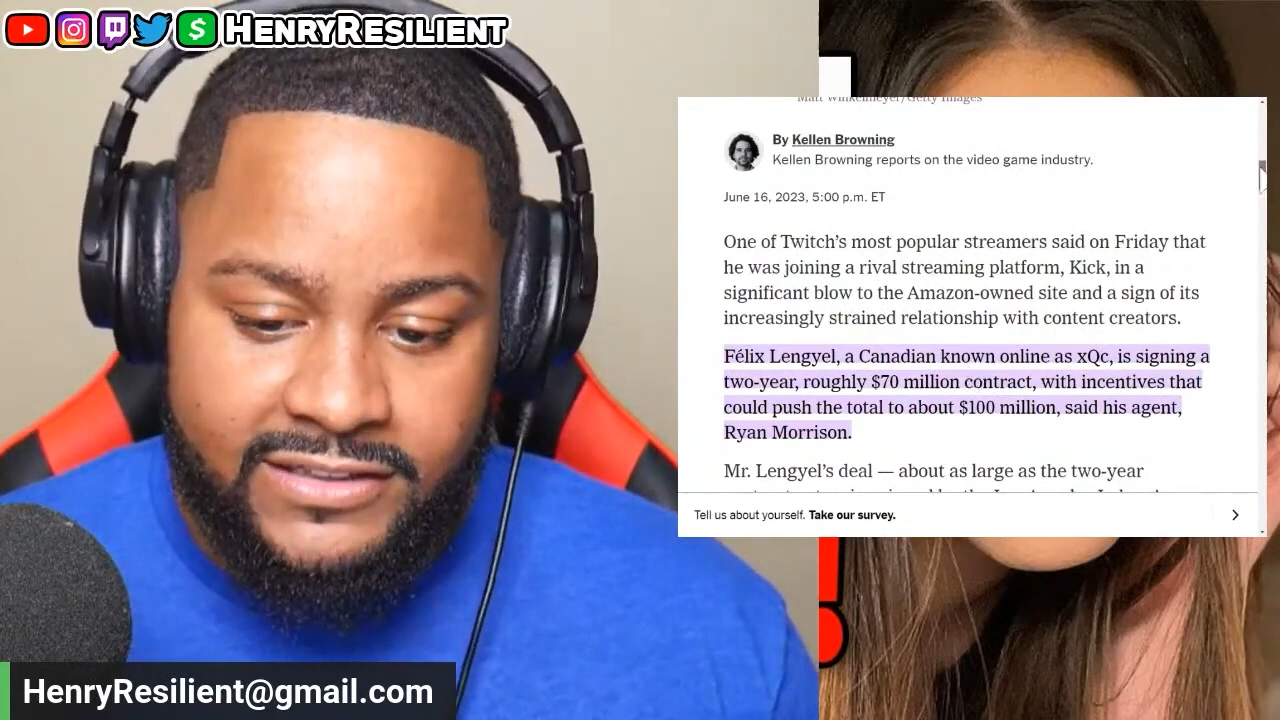 HENRYRESILIENT
Matt Winkelmeyer/Getty Images
By Kellen Browning
Kellen Browning reports on the video game industry.
June 16, 2023, 5:00 p.m. ET
One of Twitch’s most popular streamers said on Friday that
he was joining a rival streaming platform, Kick, in a
significant blow to the Amazon-owned site and a sign of its
increasingly strained relationship with content creators.
Félix Lengyel, a Canadian known online as xQc, is signing a
two-year, roughly $70 million contract, with incentives that
could push the total to about $100 million, said his agent,
Ryan Morrison.
Mr. Lengyel’s deal — about as large as the two-year
Tell us about yourself. Take our survey.
HenryResilient@gmail.com